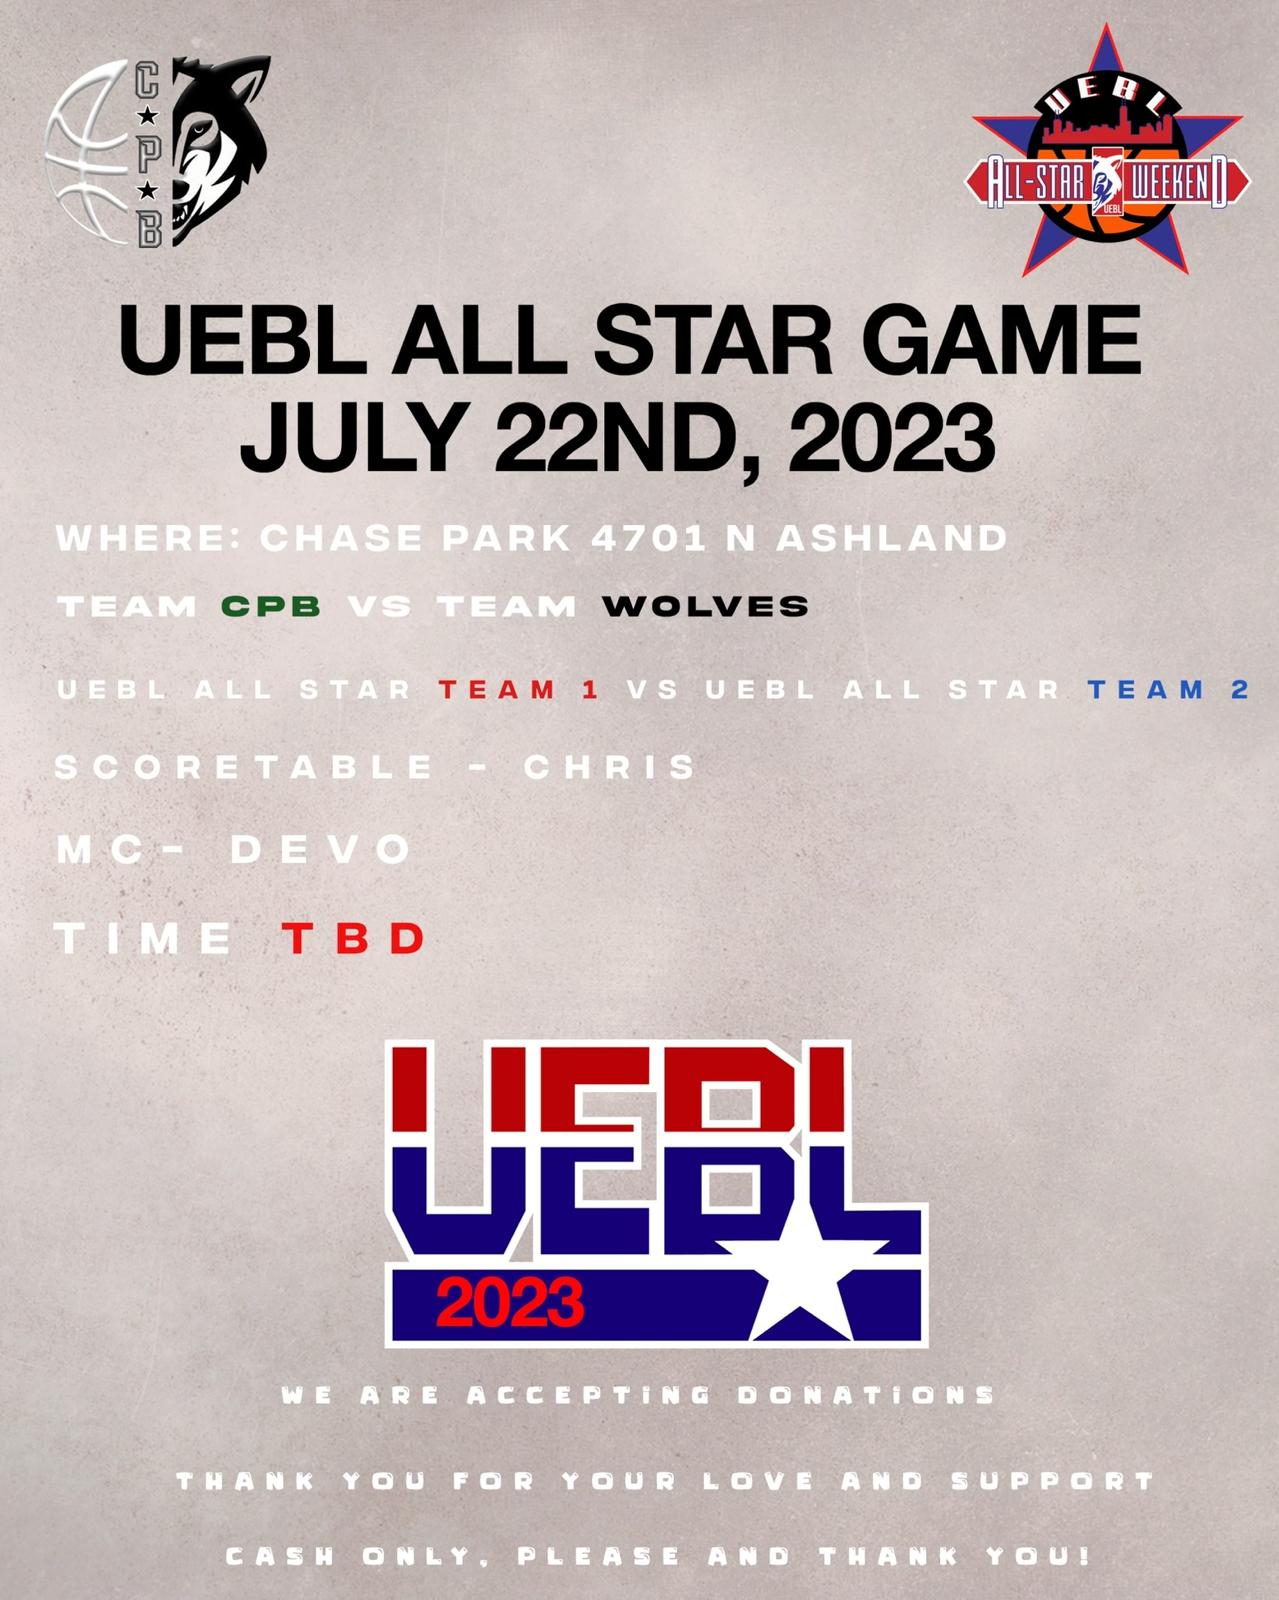 C★P★B
UEBL
ALL-STAR WEEKEND
UEBL
UEBL ALL STAR GAME
JULY 22ND, 2023
WHERE: CHASE PARK 4701 N ASHLAND
TEAM CPB VS TEAM WOLVES
UEBL ALL STAR TEAM 1 VS UEBL ALL STAR TEAM 2
SCORETABLE - CHRIS
MC- DEVO
TIME TBD
UEBL
2023
WE ARE ACCEPTING DONATIONS
THANK YOU FOR YOUR LOVE AND SUPPORT
CASH ONLY, PLEASE AND THANK YOU!